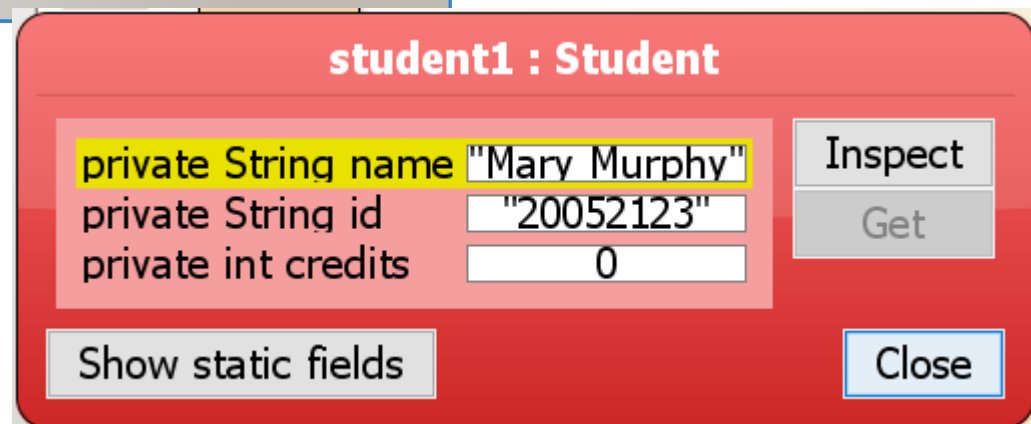 student1 : Student
private String name "Mary Murphy"
private String id "20052123"
private int credits 0
Inspect
Get
Show static fields
Close